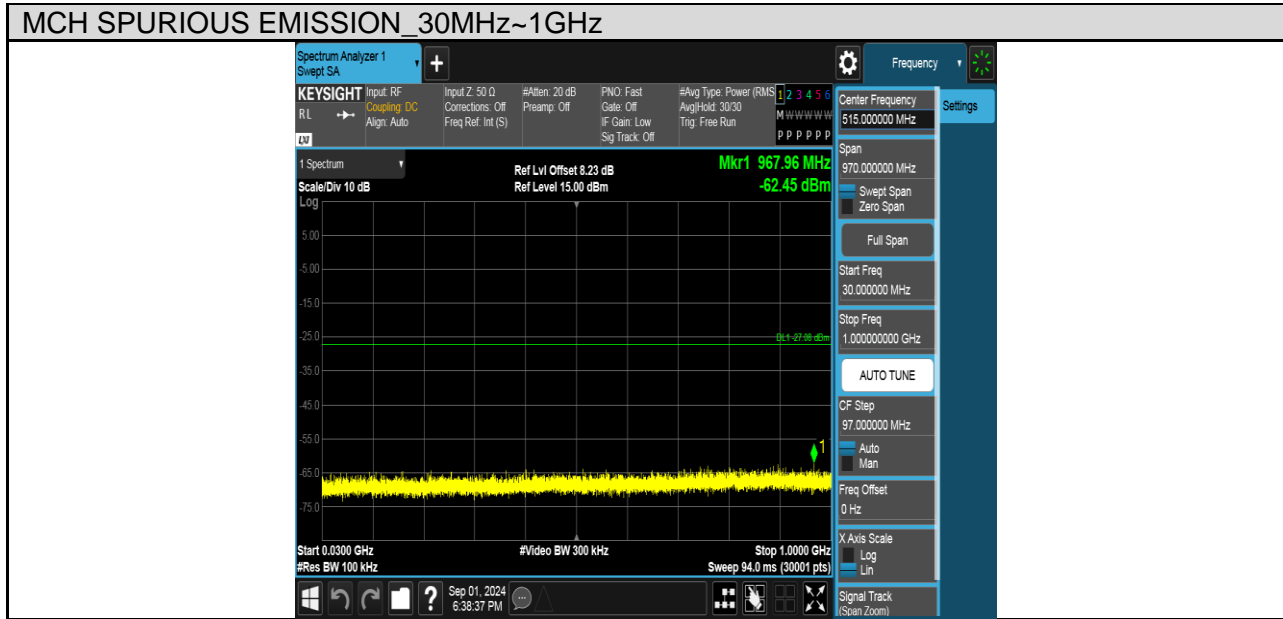 MCH SPURIOUS EMISSION_30MHz~1GHz
Spectrum Analyzer 1
Swept SA
+
Frequency
KEYSIGHT
RL
LXI
Input: RF
Coupling: DC
Align: Auto
Input Z: 50 Ω
Corrections: Off
Freq Ref: Int (S)
#Atten: 20 dB
Preamp: Off
PNO: Fast
Gate: Off
IF Gain: Low
Sig Track: Off
#Avg Type: Power (RMS
Avg|Hold: 30/30
Trig: Free Run
1 2 3 4 5 6
M W W W W W
P P P P P P
1 Spectrum
Scale/Div 10 dB
Log
Ref Lvl Offset 8.23 dB
Ref Level 15.00 dBm
Mkr1 967.96 MHz
-62.45 dBm
5.00
-5.00
-15.0
-25.0
DL1 -27.98 dBm
-35.0
-45.0
-55.0
1
-65.0
-75.0
Start 0.0300 GHz
#Res BW 100 kHz
#Video BW 300 kHz
Stop 1.0000 GHz
Sweep 94.0 ms (30001 pts)
?
Sep 01, 2024
6:38:37 PM
Center Frequency
515.000000 MHz
Settings
Span
970.000000 MHz
Swept Span
Zero Span
Full Span
Start Freq
30.000000 MHz
Stop Freq
1.000000000 GHz
AUTO TUNE
CF Step
97.000000 MHz
Auto
Man
Freq Offset
0 Hz
X Axis Scale
Log
Lin
Signal Track
(Span Zoom)